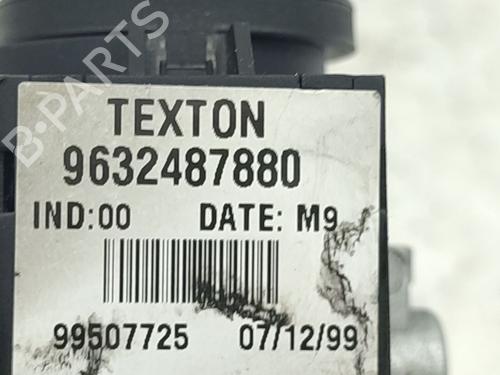 B-PARTS
TEXTON
9632487880
IND:00 DATE: M9
99507725 07/12/99